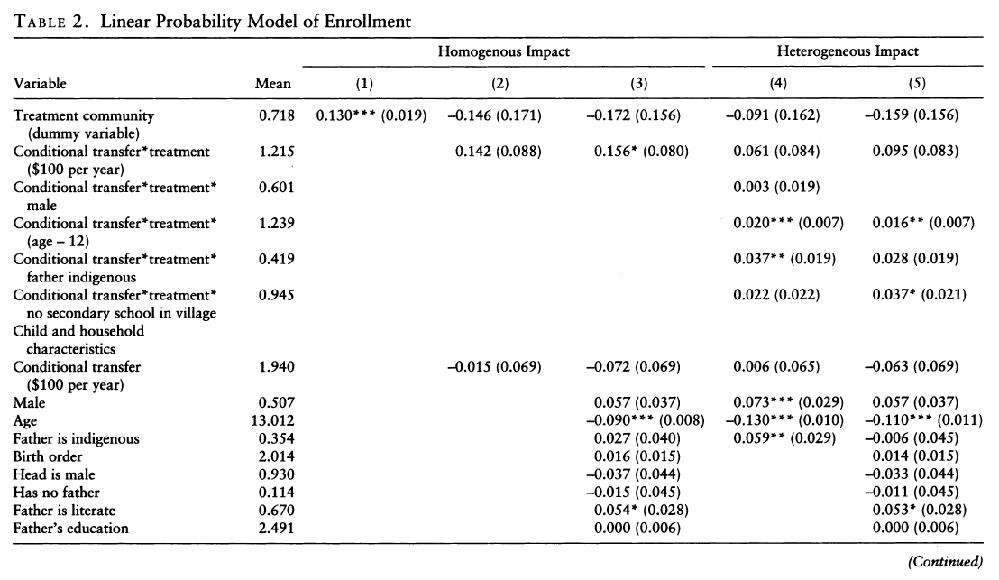 TABLE 2. Linear Probability Model of Enrollment
Homogenous Impact Heterogeneous Impact
Variable Mean (1) (2) (3) (4) (5)
Treatment community 0.718 0.130*** (0.019) –0.146 (0.171) –0.172 (0.156) –0.091 (0.162) –0.159 (0.156)
(dummy variable)
Conditional transfer*treatment 1.215 0.142 (0.088) 0.156* (0.080) 0.061 (0.084) 0.095 (0.083)
($100 per year)
Conditional transfer*treatment* 0.601 0.003 (0.019)
male
Conditional transfer*treatment* 1.239 0.020*** (0.007) 0.016** (0.007)
(age – 12)
Conditional transfer*treatment* 0.419 0.037** (0.019) 0.028 (0.019)
father indigenous
Conditional transfer*treatment* 0.945 0.022 (0.022) 0.037* (0.021)
no secondary school in village
Child and household
characteristics
Conditional transfer 1.940 –0.015 (0.069) –0.072 (0.069) 0.006 (0.065) –0.063 (0.069)
($100 per year)
Male 0.507 0.057 (0.037) 0.073*** (0.029) 0.057 (0.037)
Age 13.012 –0.090*** (0.008) –0.130*** (0.010) –0.110*** (0.011)
Father is indigenous 0.354 0.027 (0.040) 0.059** (0.029) –0.006 (0.045)
Birth order 2.014 0.016 (0.015) 0.014 (0.015)
Head is male 0.930 –0.037 (0.044) –0.033 (0.044)
Has no father 0.114 –0.015 (0.045) –0.011 (0.045)
Father is literate 0.670 0.054* (0.028) 0.053* (0.028)
Father's education 2.491 0.000 (0.006) 0.000 (0.006)
(Continued)